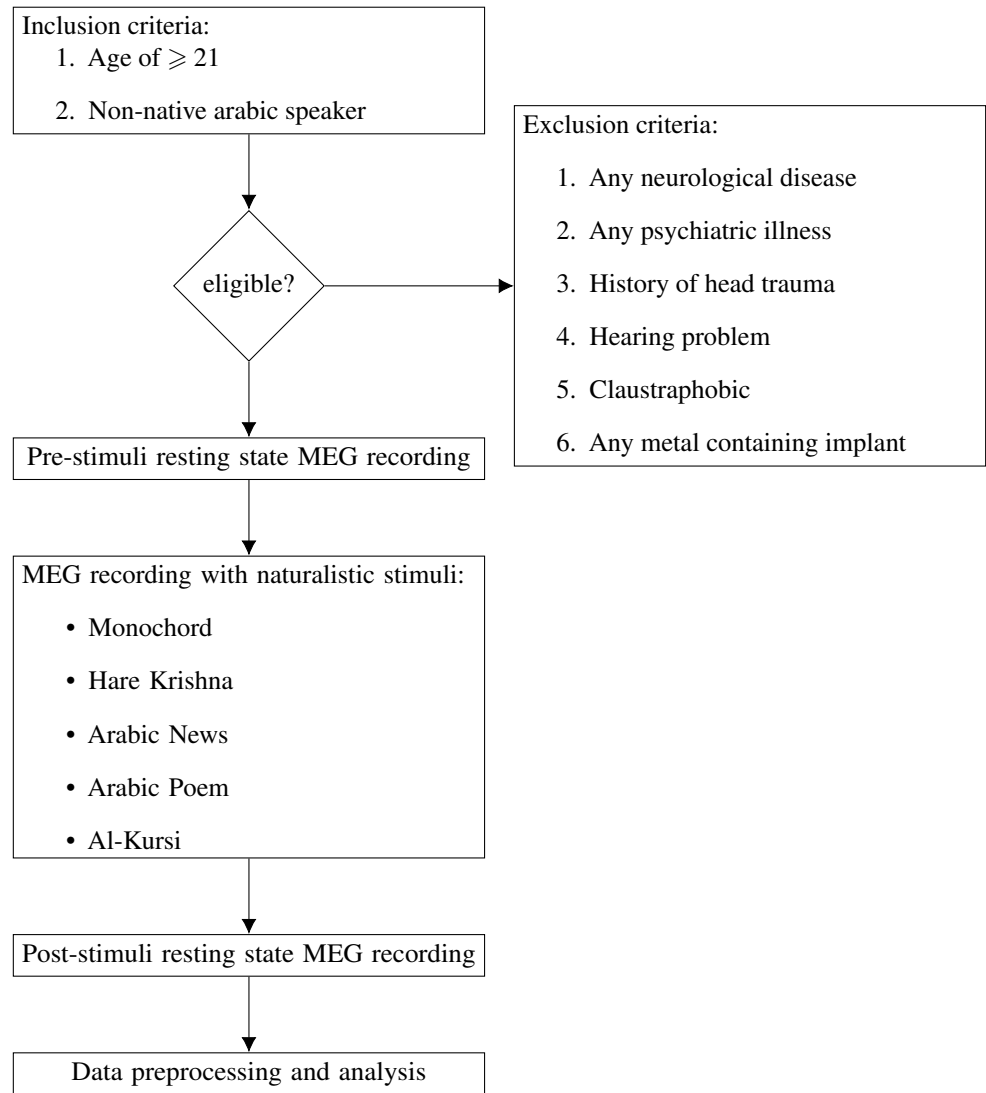 Inclusion criteria:
1. Age of ⩾ 21
2. Non-native arabic speaker
Exclusion criteria:
1. Any neurological disease
2. Any psychiatric illness
3. History of head trauma
4. Hearing problem
5. Claustraphobic
6. Any metal containing implant
eligible?
Pre-stimuli resting state MEG recording
MEG recording with naturalistic stimuli:
• Monochord
• Hare Krishna
• Arabic News
• Arabic Poem
• Al-Kursi
Post-stimuli resting state MEG recording
Data preprocessing and analysis